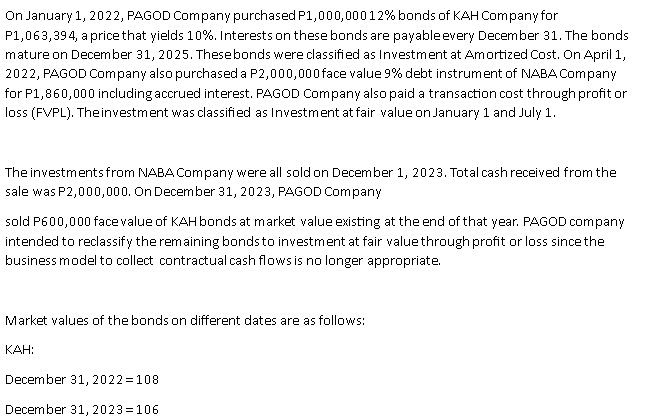 On January 1, 2022, PAGOD Company purchased P1,000,000 12% bonds of KAH Company for
P1,063,394, a price that yields 10%. Interests on these bonds are payable every December 31. The bonds
mature on December 31, 2025. These bonds were classified as Investment at Amortized Cost. On April 1,
2022, PAGOD Company also purchased a P2,000,000 face value 9% debt instrument of NABA Company
for P1,860,000 including accrued interest. PAGOD Company also paid a transaction cost through profit or
loss (FVPL). The investment was classified as Investment at fair value on January 1 and July 1.
The investments from NABA Company were all sold on December 1, 2023. Total cash received from the
sale was P2,000,000. On December 31, 2023, PAGOD Company
sold P600,000 face value of KAH bonds at market value existing at the end of that year. PAGOD company
intended to reclassify the remaining bonds to investment at fair value through profit or loss since the
business model to collect contractual cash flows is no longer appropriate.
Market values of the bonds on different dates are as follows:
KAH:
December 31, 2022 = 108
December 31, 2023 = 106